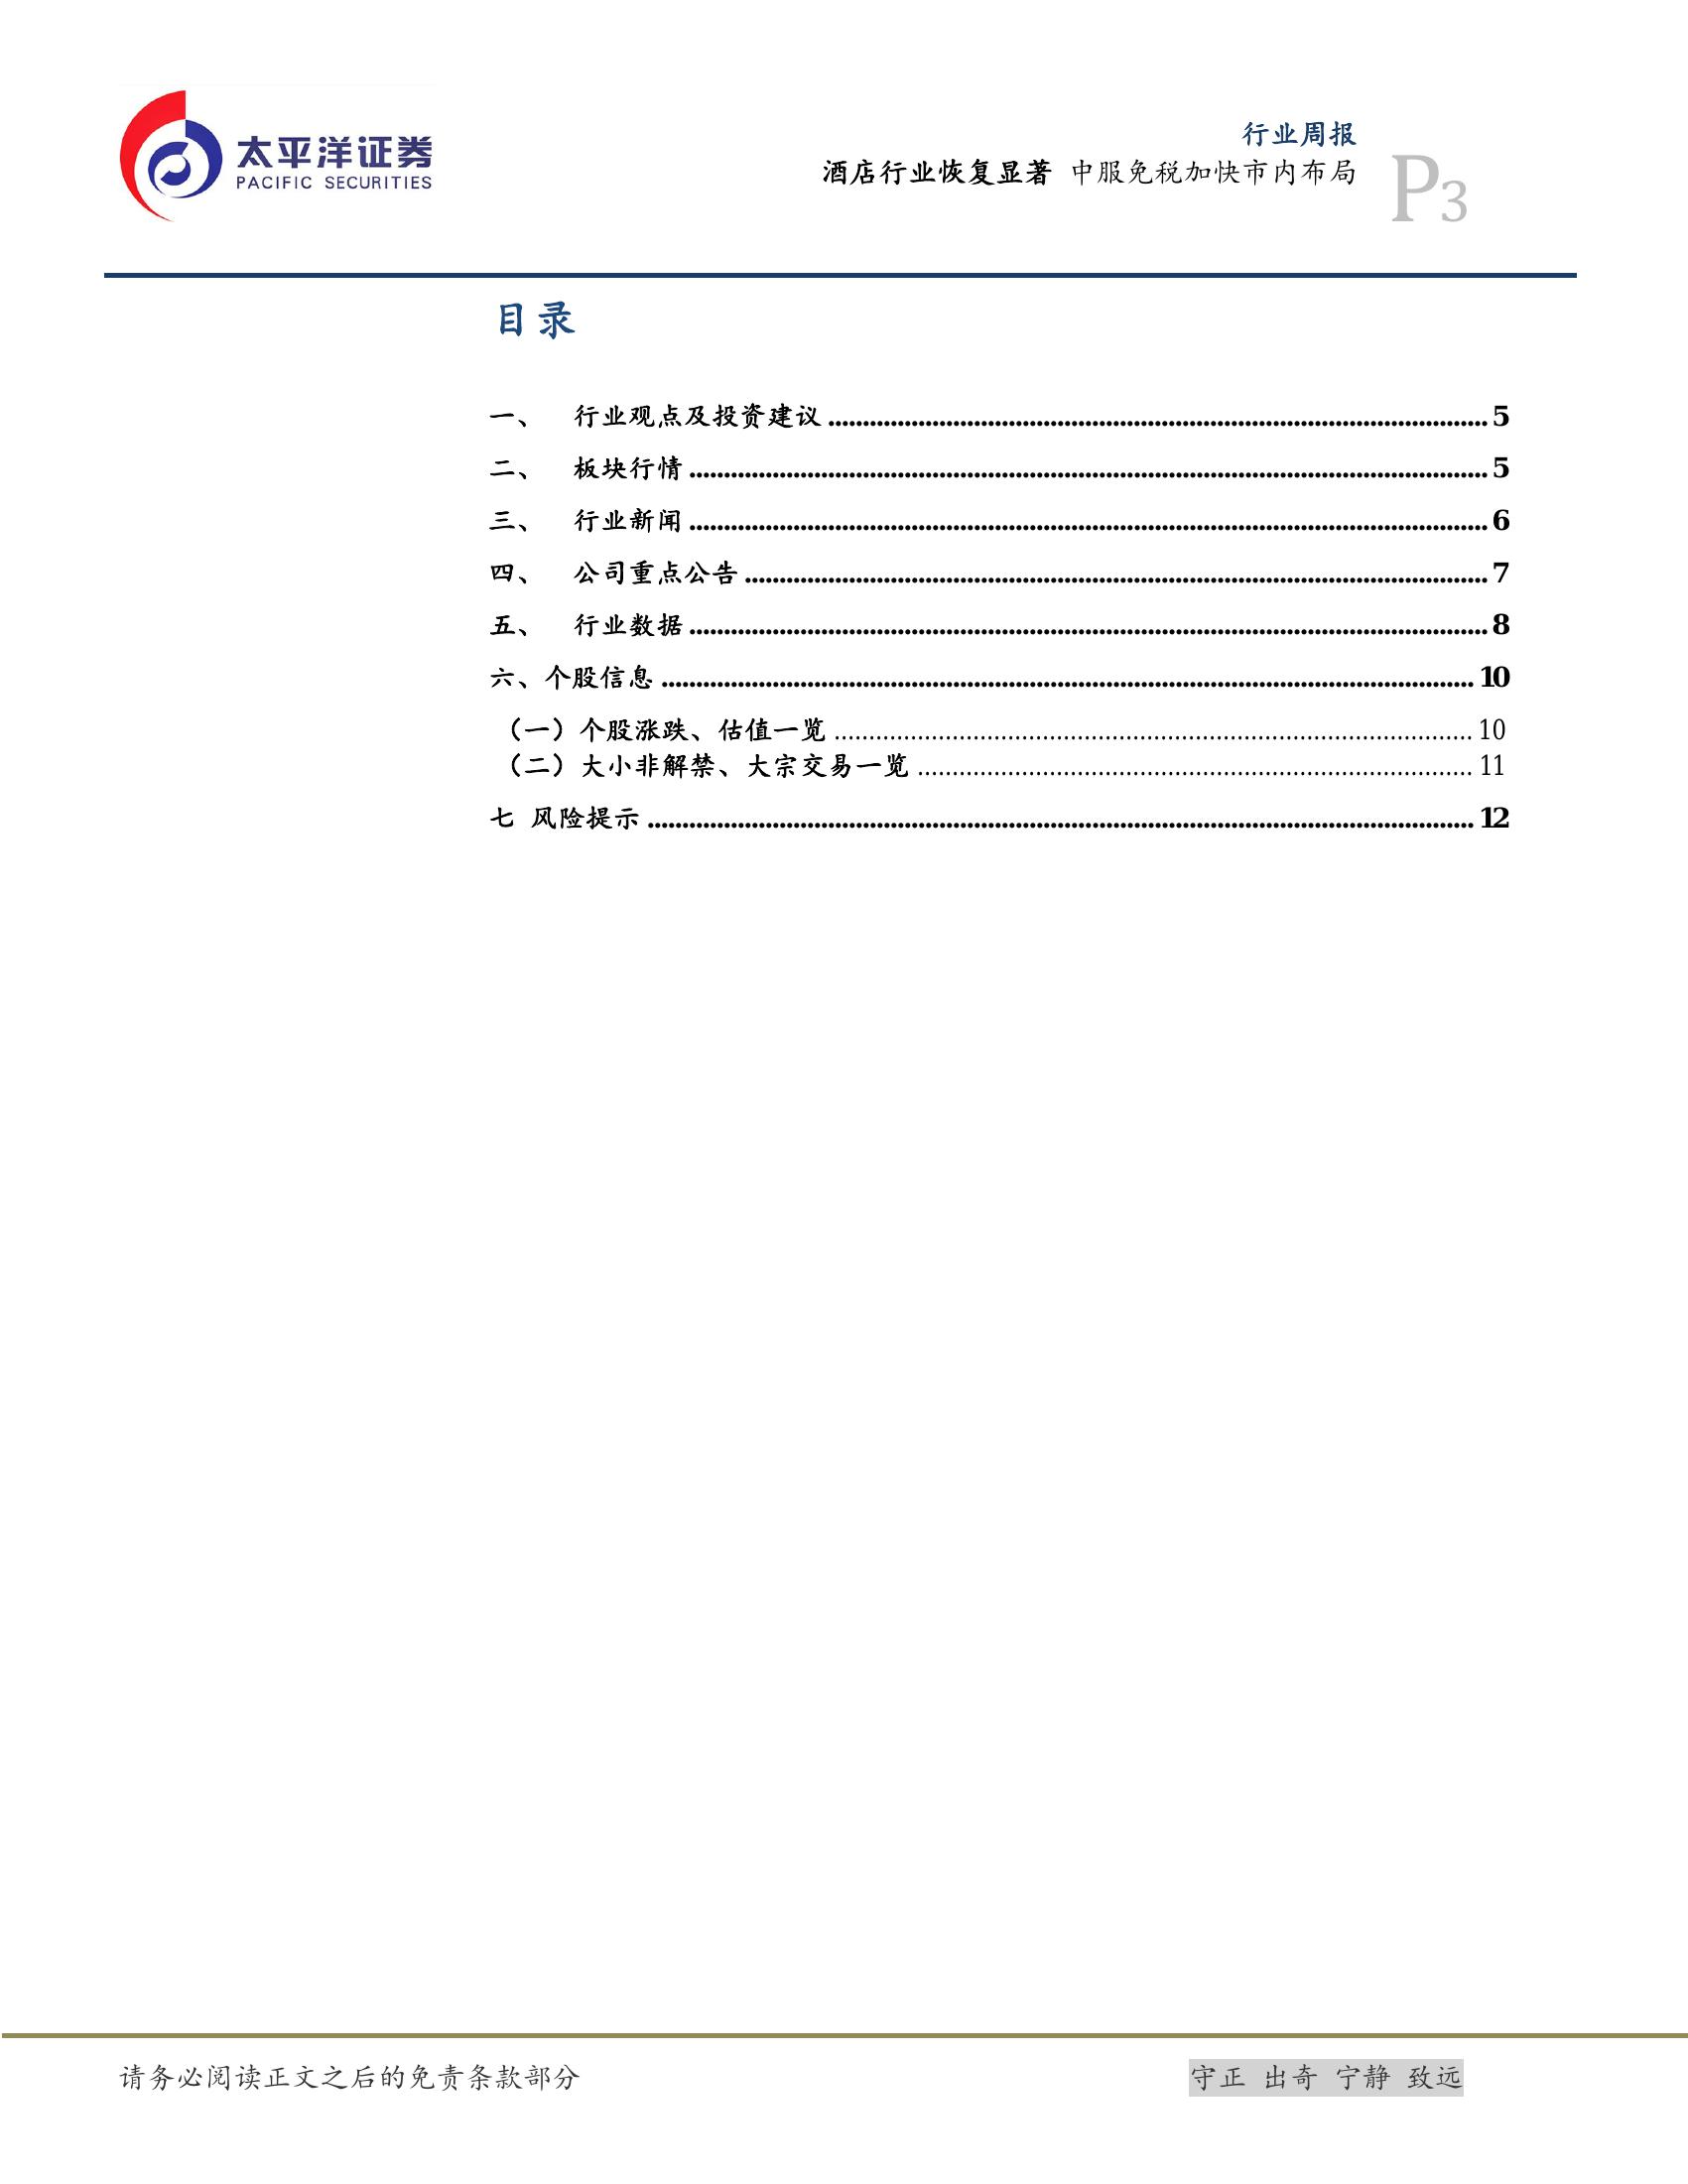 太平洋证券
PACIFIC SECURITIES
行业周报
酒店行业恢复显著 中服免税加快市内布局
P3
目录
一、 行业观点及投资建议 5
二、 板块行情 5
三、 行业新闻 6
四、 公司重点公告 7
五、 行业数据 8
六、个股信息 10
（一）个股涨跌、估值一览 10
（二）大小非解禁、大宗交易一览 11
七 风险提示 12
请务必阅读正文之后的免责条款部分
守正 出奇 宁静 致远